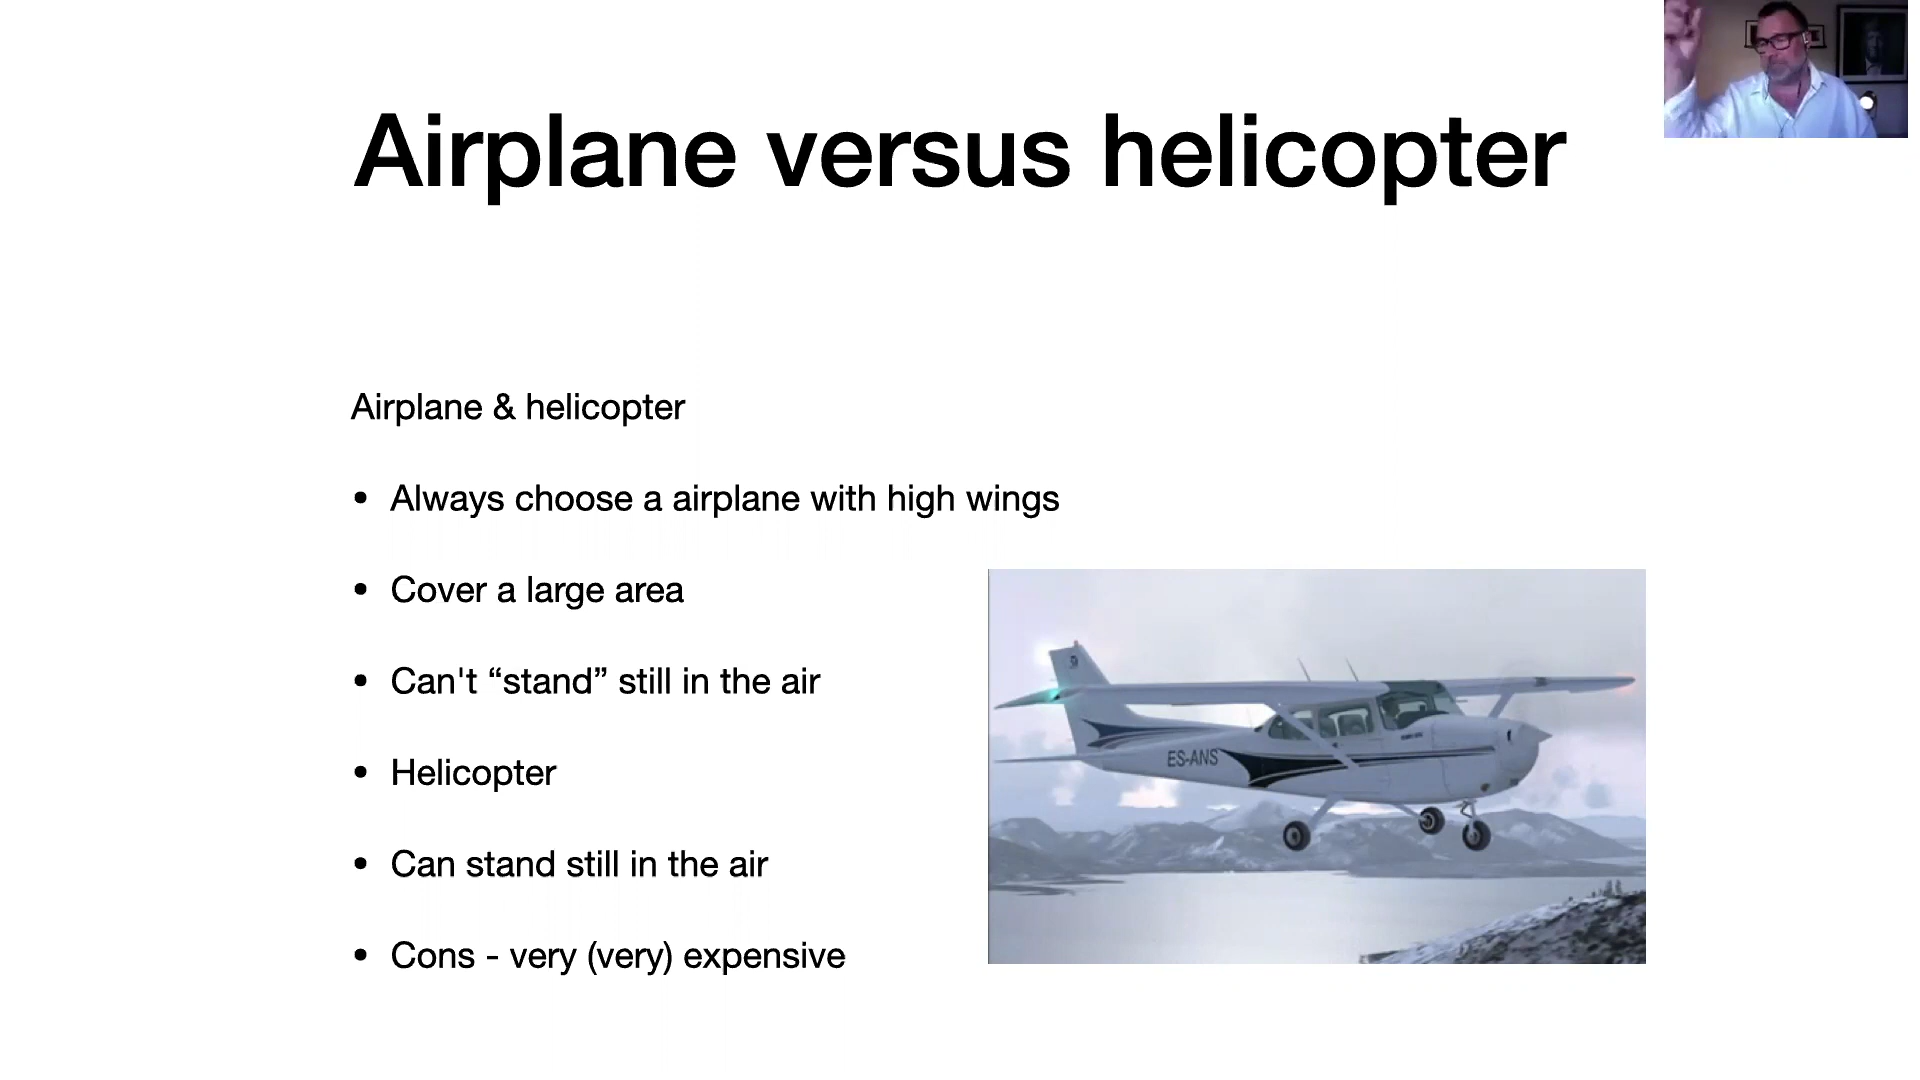 Airplane versus helicopter
Airplane & helicopter
• Always choose a airplane with high wings
• Cover a large area
• Can't “stand” still in the air
• Helicopter
• Can stand still in the air
• Cons - very (very) expensive
ES-ANS